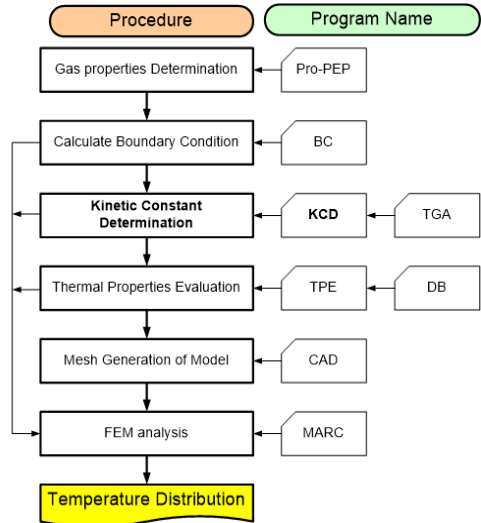 Procedure
Program Name
Gas properties Determination
Pro-PEP
Calculate Boundary Condition
BC
Kinetic Constant
Determination
KCD
TGA
Thermal Properties Evaluation
TPE
DB
Mesh Generation of Model
CAD
FEM analysis
MARC
Temperature Distribution